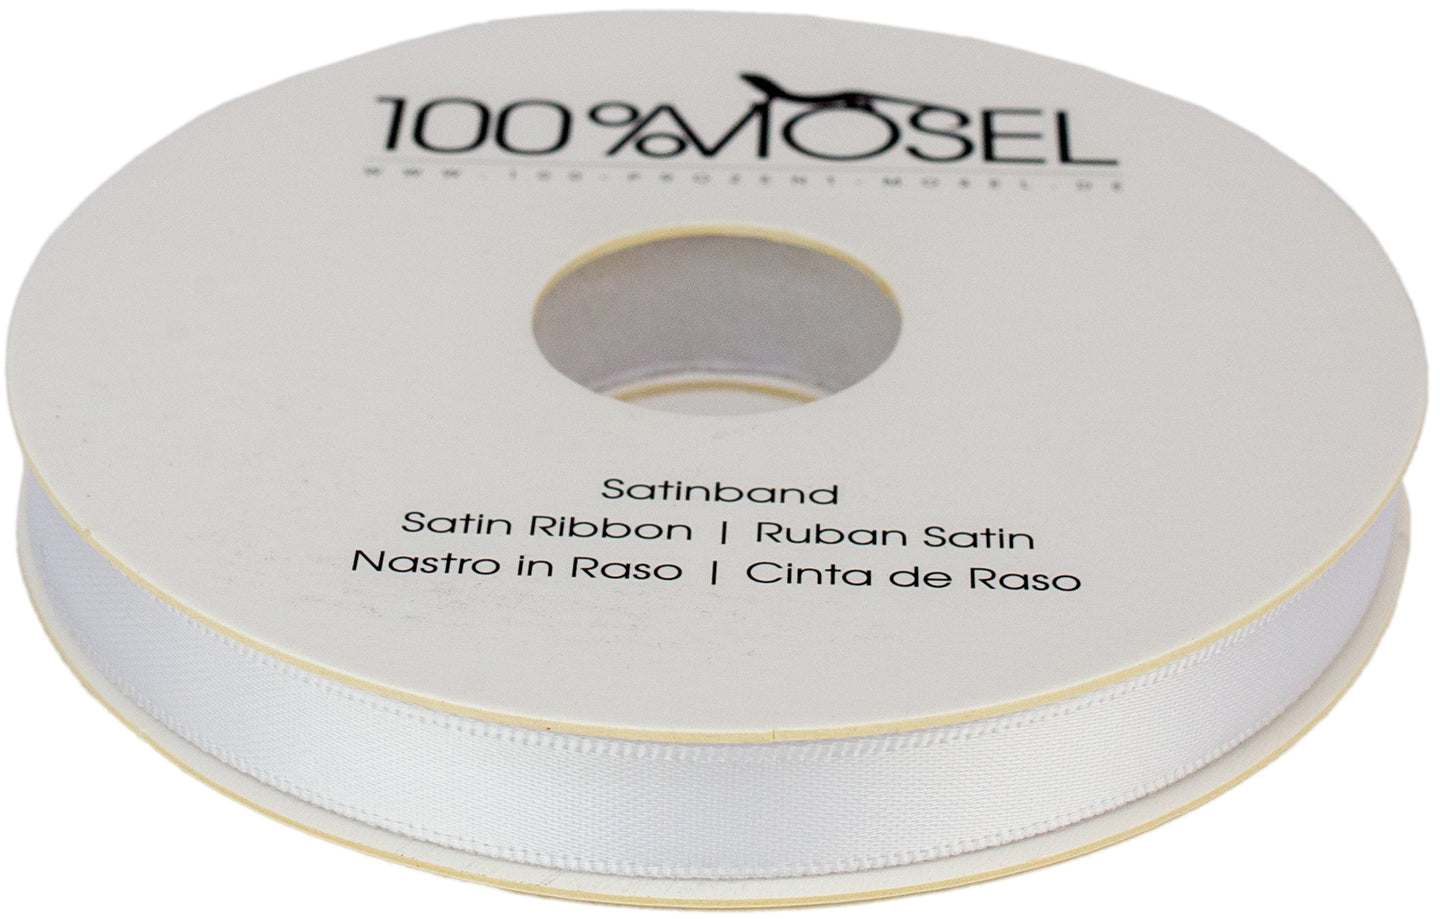 100%MOSEL
WWW.100-PROZENT-MOSEL.DE
Satinband
Satin Ribbon | Ruban Satin
Nastro in Raso | Cinta de Raso